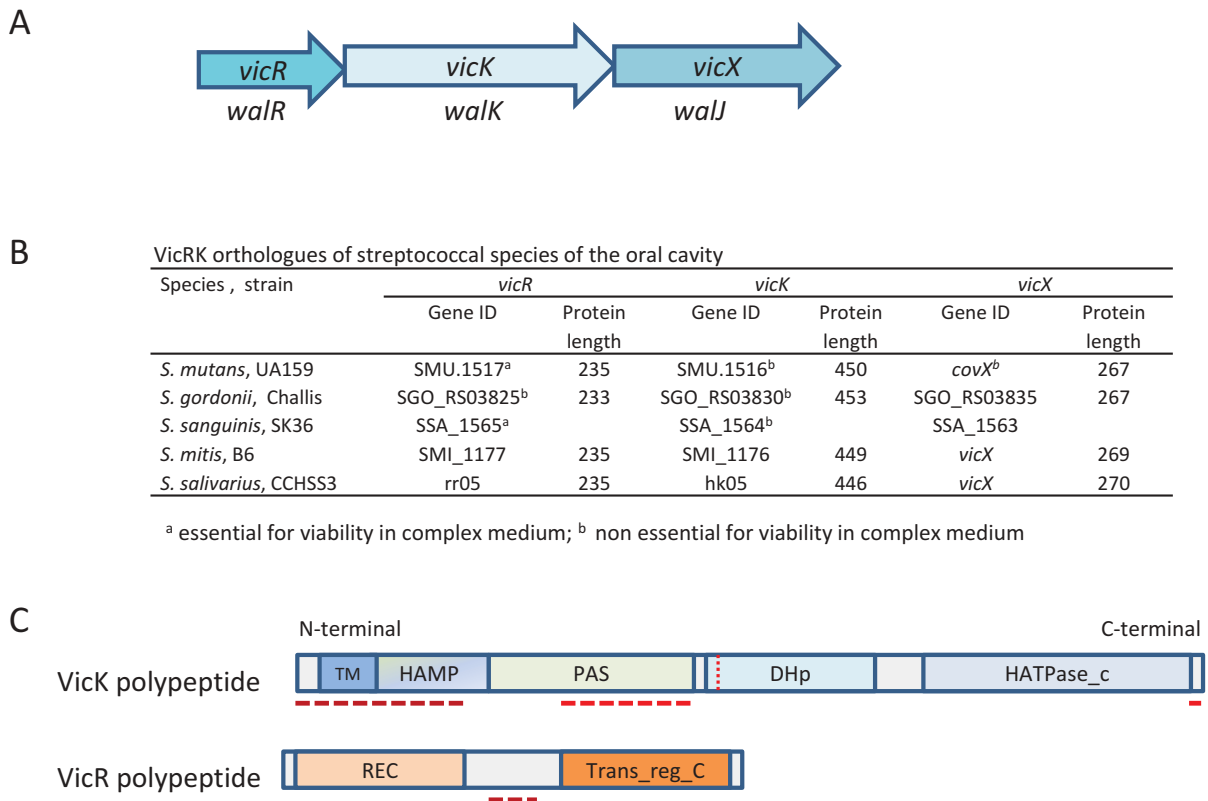 A
vicR vicK vicX
walR walK walJ
B
VicRK orthologues of streptococcal species of the oral cavity
Species , strain vicR vicK vicX
Gene ID Protein length Gene ID Protein length Gene ID Protein length
S. mutans, UA159 SMU.1517a 235 SMU.1516b 450 covXb 267
S. gordonii, Challis SGO_RS03825b 233 SGO_RS03830b 453 SGO_RS03835 267
S. sanguinis, SK36 SSA_1565a SSA_1564b SSA_1563
S. mitis, B6 SMI_1177 235 SMI_1176 449 vicX 269
S. salivarius, CCHSS3 rr05 235 hk05 446 vicX 270
a essential for viability in complex medium; b non essential for viability in complex medium
C
N-terminal C-terminal
VicK polypeptide TM HAMP PAS DHp HATPase_c
VicR polypeptide REC Trans_reg_C